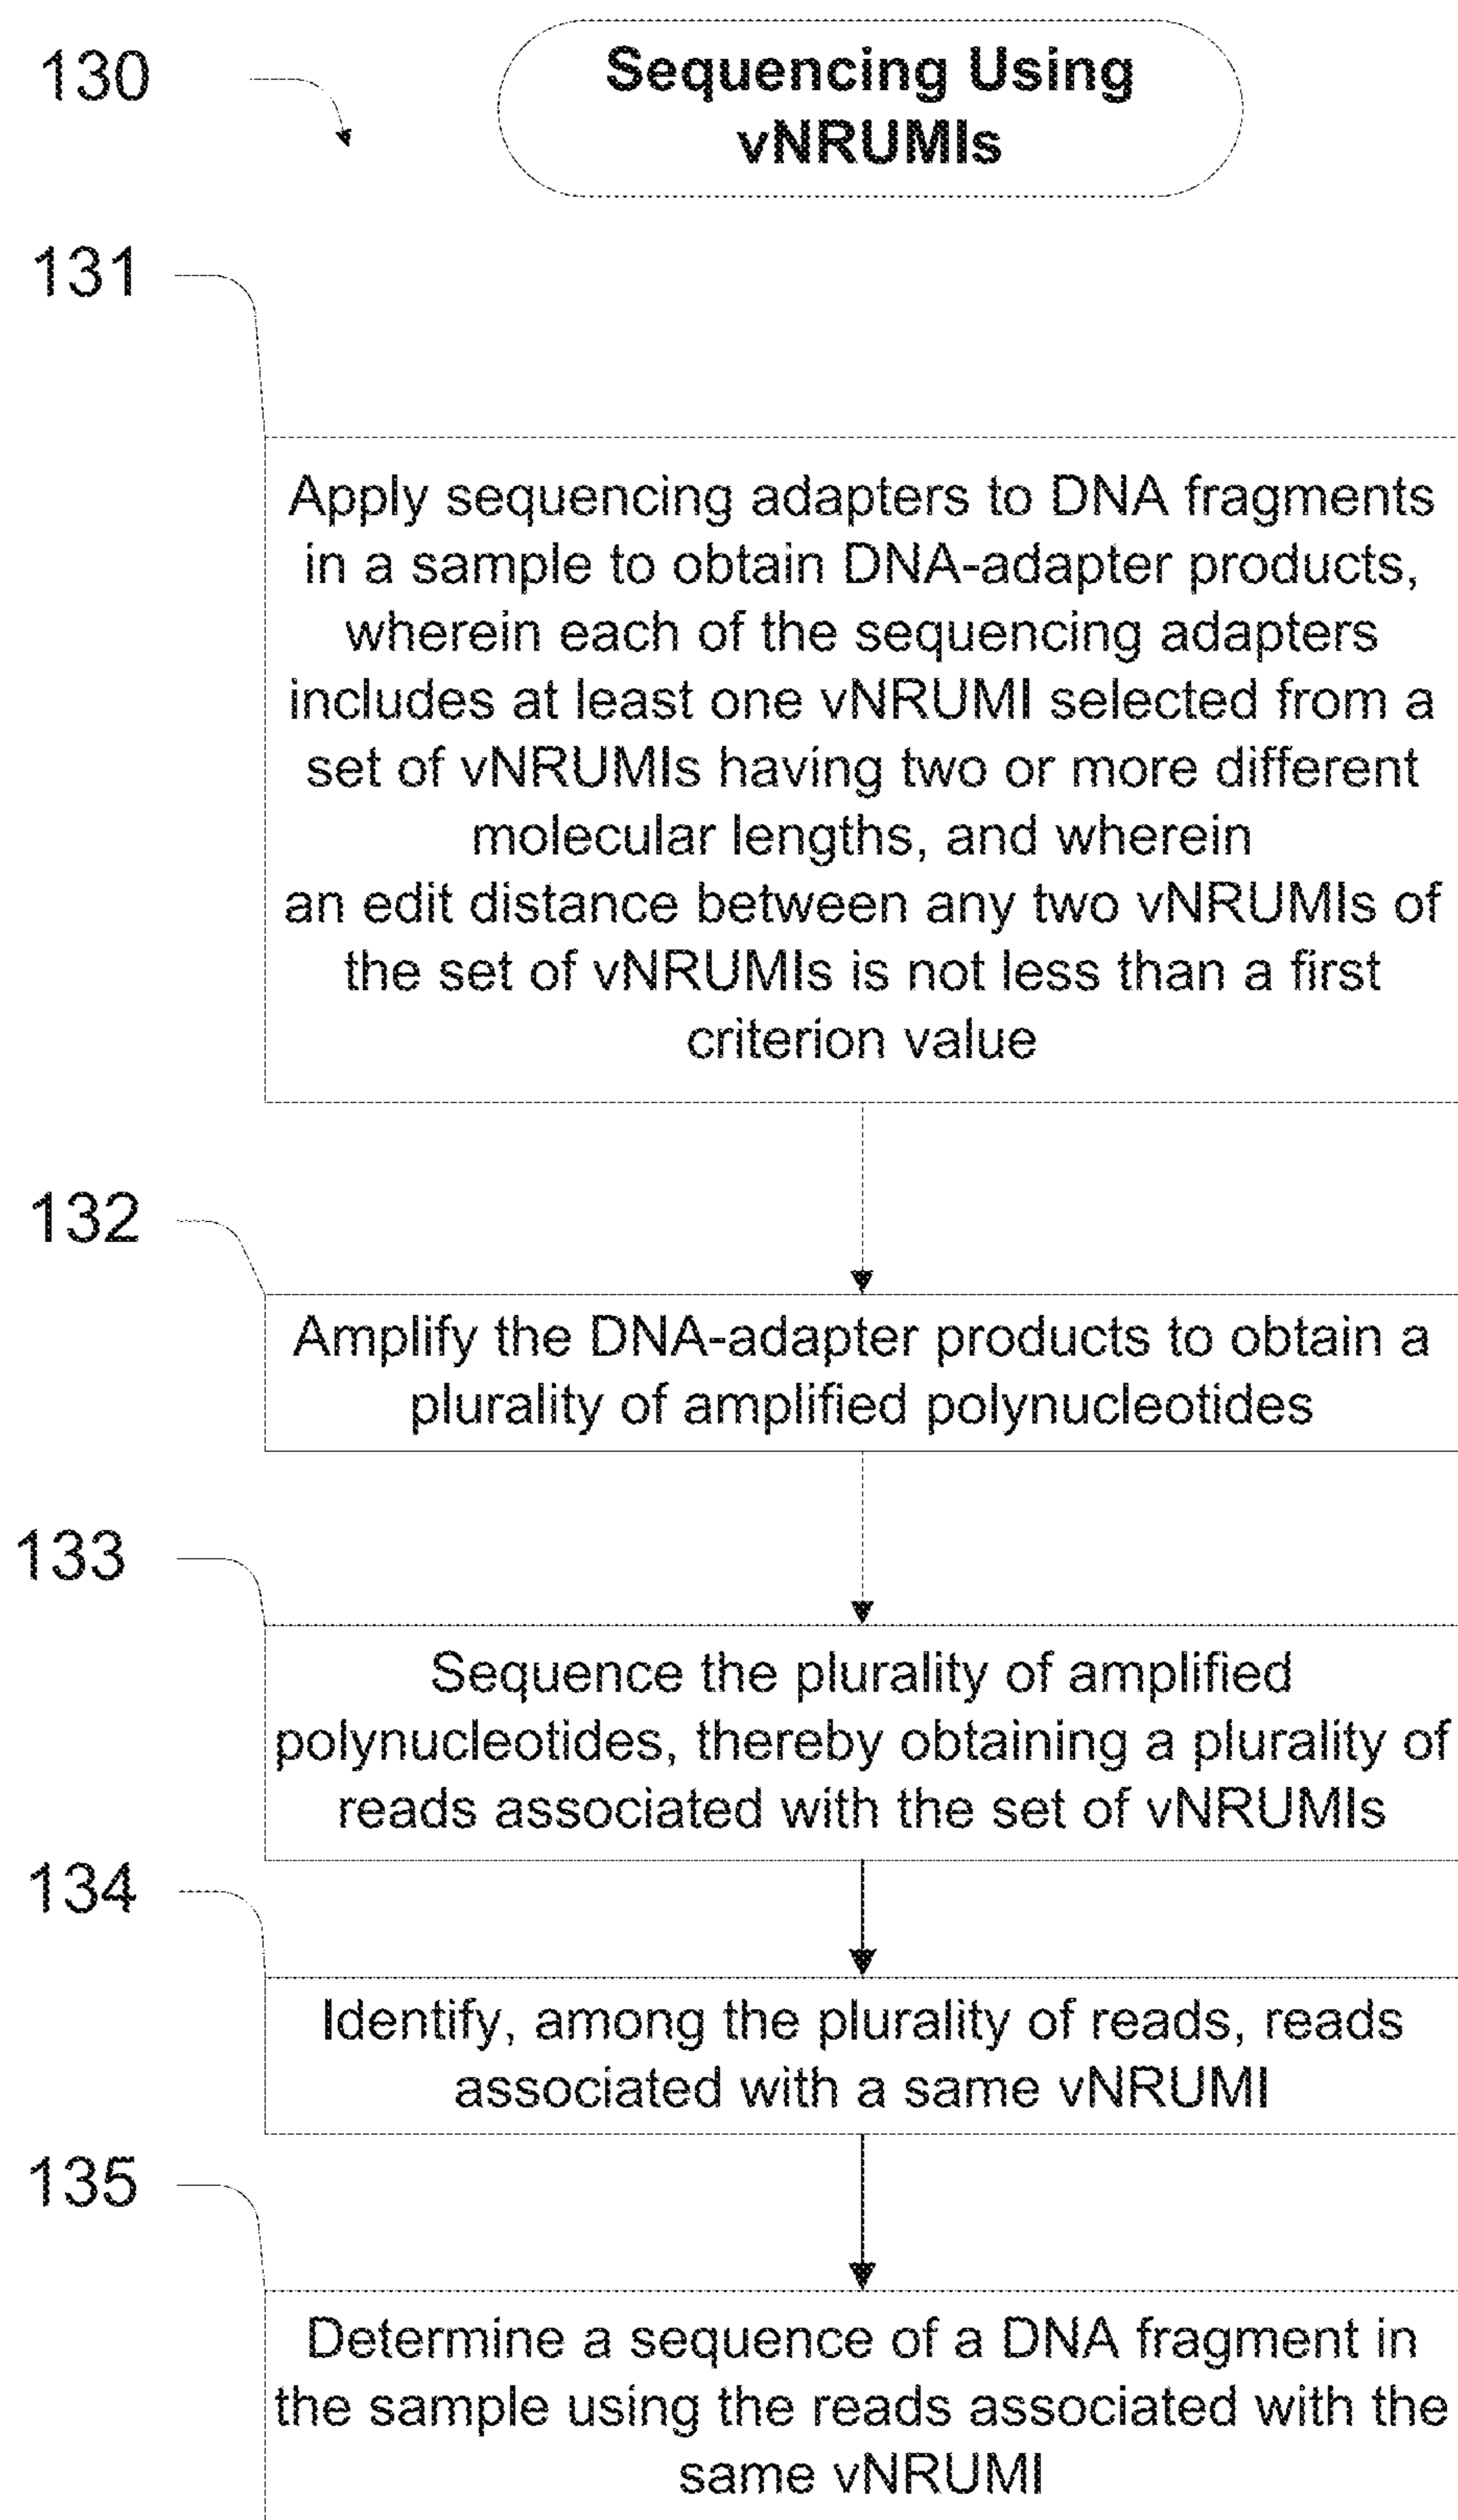 130
Sequencing Using
vNRUMIs
131
Apply sequencing adapters to DNA fragments
in a sample to obtain DNA-adapter products,
wherein each of the sequencing adapters
includes at least one vNRUMI selected from a
set of vNRUMIs having two or more different
molecular lengths, and wherein
an edit distance between any two vNRUMIs of
the set of vNRUMIs is not less than a first
criterion value
132
Amplify the DNA-adapter products to obtain a
plurality of amplified polynucleotides
133
Sequence the plurality of amplified
polynucleotides, thereby obtaining a plurality of
reads associated with the set of vNRUMIs
134
Identify, among the plurality of reads, reads
associated with a same vNRUMI
135
Determine a sequence of a DNA fragment in
the sample using the reads associated with the
same vNRUMI